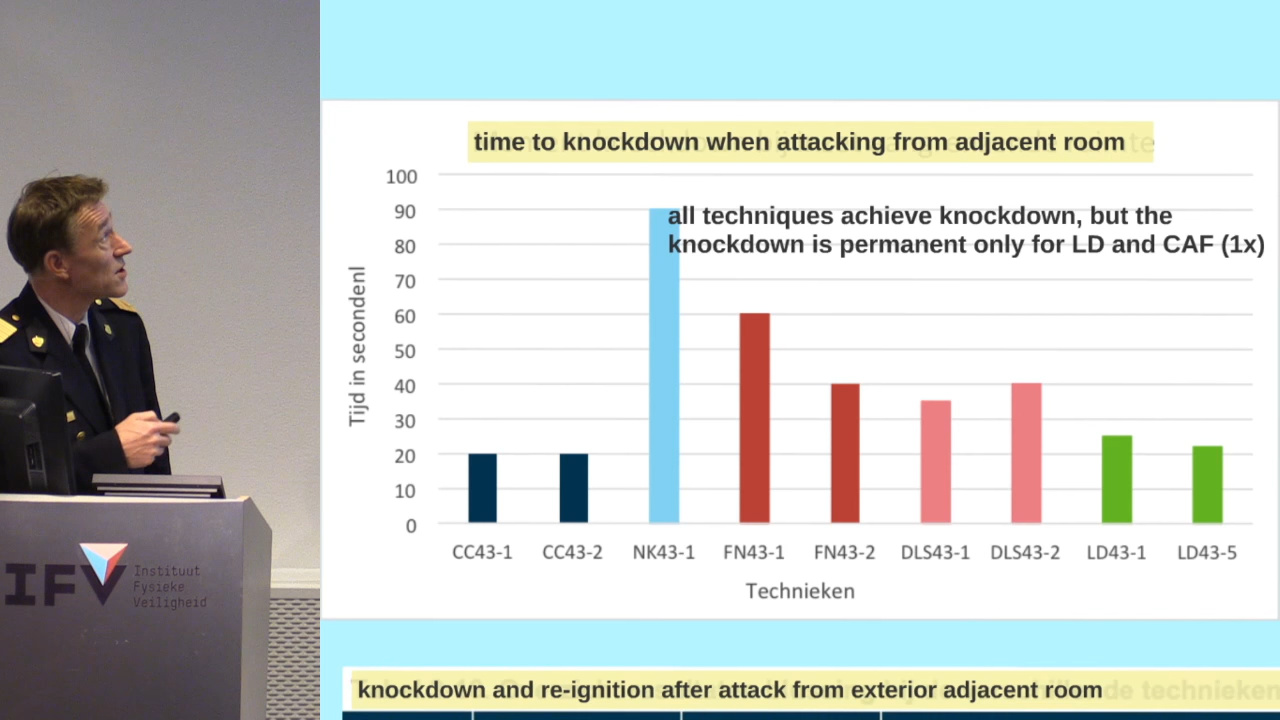 time to knockdown when attacking from adjacent room
100
90
80
70
60
50
40
30
20
10
0
all techniques achieve knockdown, but the
knockdown is permanent only for LD and CAF (1x)
Tijd in secondenl
CC43-1 CC43-2 NK43-1 FN43-1 FN43-2 DLS43-1 DLS43-2 LD43-1 LD43-5
Technieken
IFV
Instituut
Fysieke
Veiligheid
knockdown and re-ignition after attack from exterior adjacent room